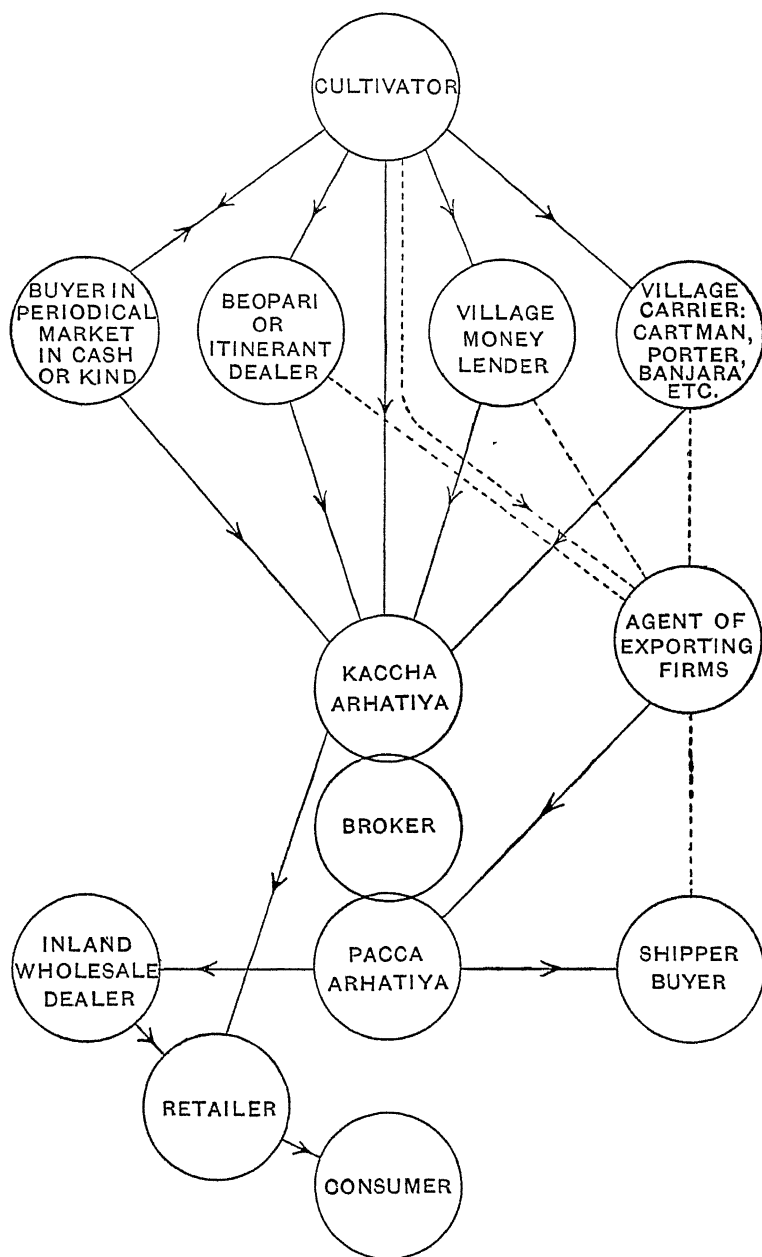 CULTIVATOR
BUYER IN
PERIODICAL
MARKET
IN CASH
OR KIND
BEOPARI
OR
ITINERANT
DEALER
VILLAGE
MONEY
LENDER
VILLAGE
CARRIER:
CARTMAN,
PORTER,
BANJARA,
ETC.
AGENT OF
EXPORTING
FIRMS
KACCHA
ARHATIYA
BROKER
INLAND
WHOLESALE
DEALER
PACCA
ARHATIYA
SHIPPER
BUYER
RETAILER
CONSUMER